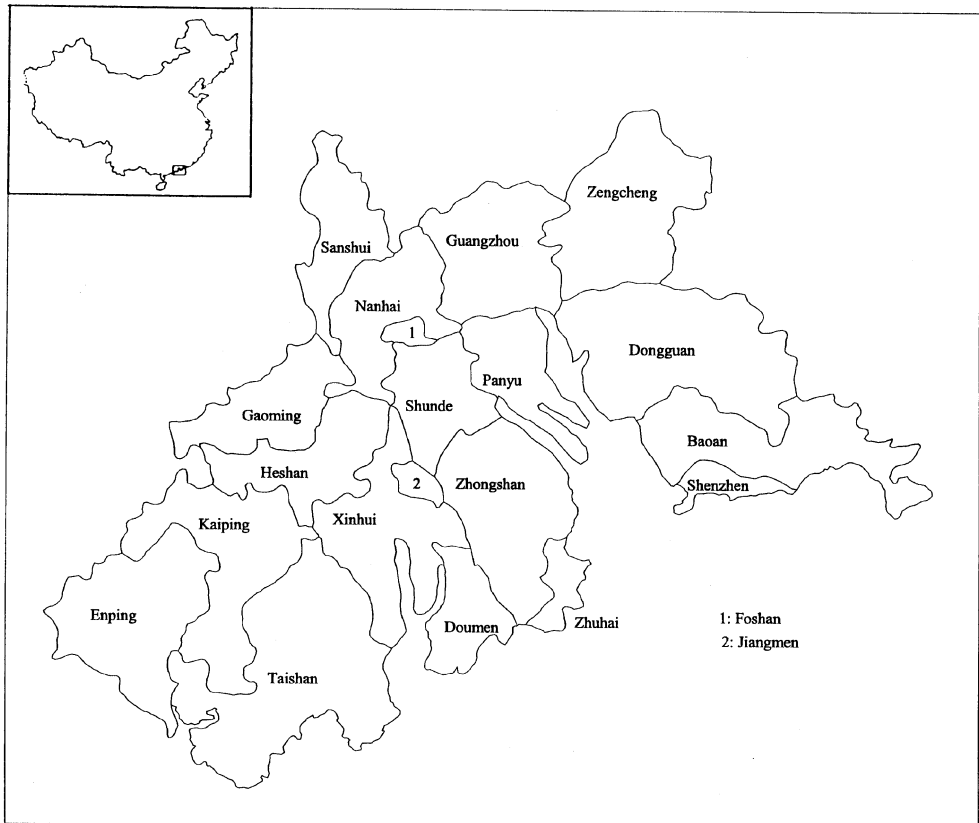 Zengcheng
Sanshui
Guangzhou
Nanhai
1
Dongguan
Panyu
Shunde
Gaoming
Baoan
Heshan
2
Zhongshan
Shenzhen
Kaiping
Xinhui
Enping
Doumen
Zhuhai
1: Foshan
2: Jiangmen
Taishan